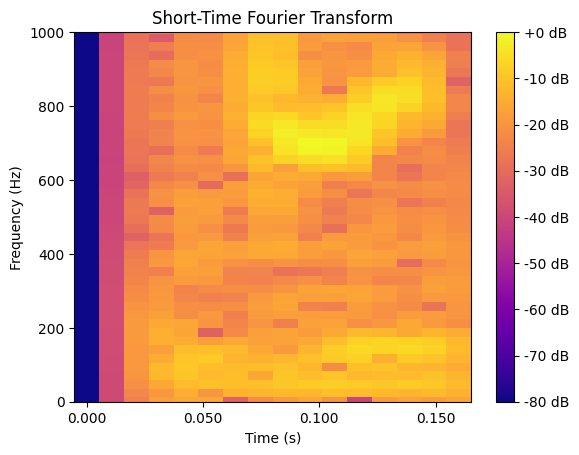 Short-Time Fourier Transform
Frequency (Hz)
1000
800
600
400
200
0
0.000
0.050
0.100
0.150
Time (s)
+0 dB
-10 dB
-20 dB
-30 dB
-40 dB
-50 dB
-60 dB
-70 dB
-80 dB